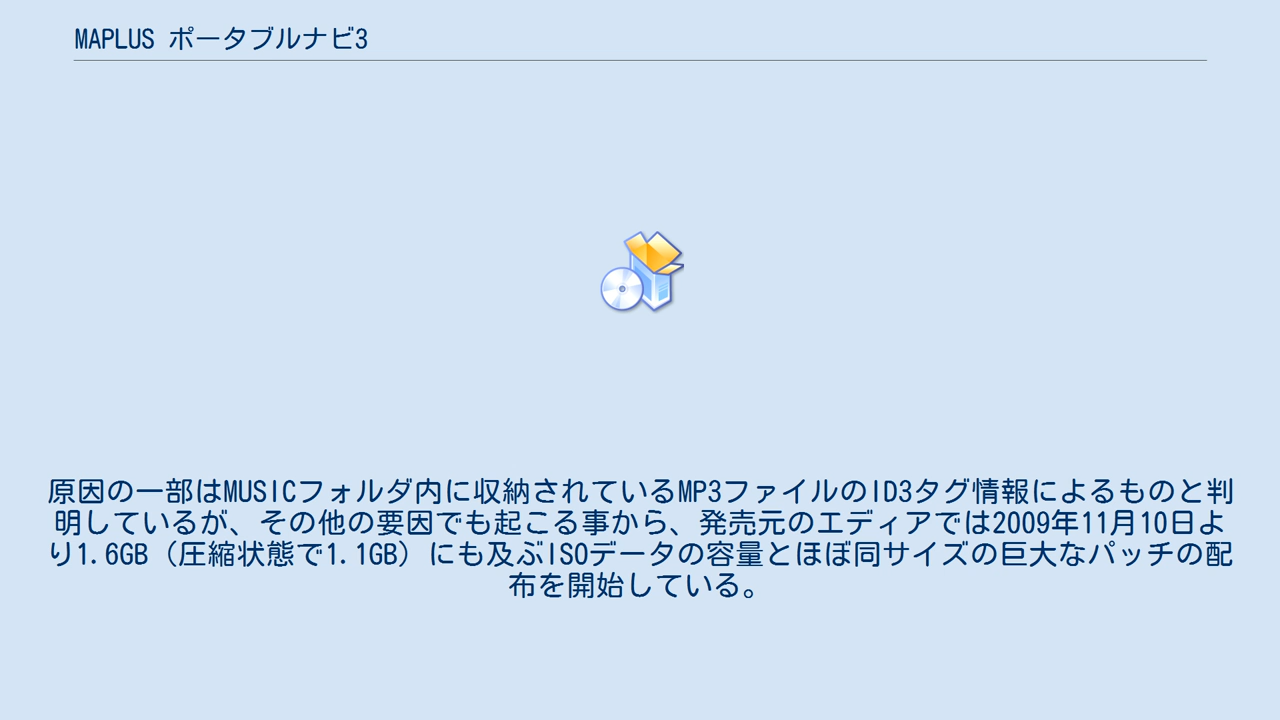 MAPLUS ポータブルナビ3
原因の一部はMUSICフォルダ内に収納されているMP3ファイルのID3タグ情報によるものと判
明しているが、その他の要因でも起こる事から、発売元のエディアでは2009年11月10日よ
り1.6GB（圧縮状態で1.1GB）にも及ぶISOデータの容量とほぼ同サイズの巨大なパッチの配
布を開始している。